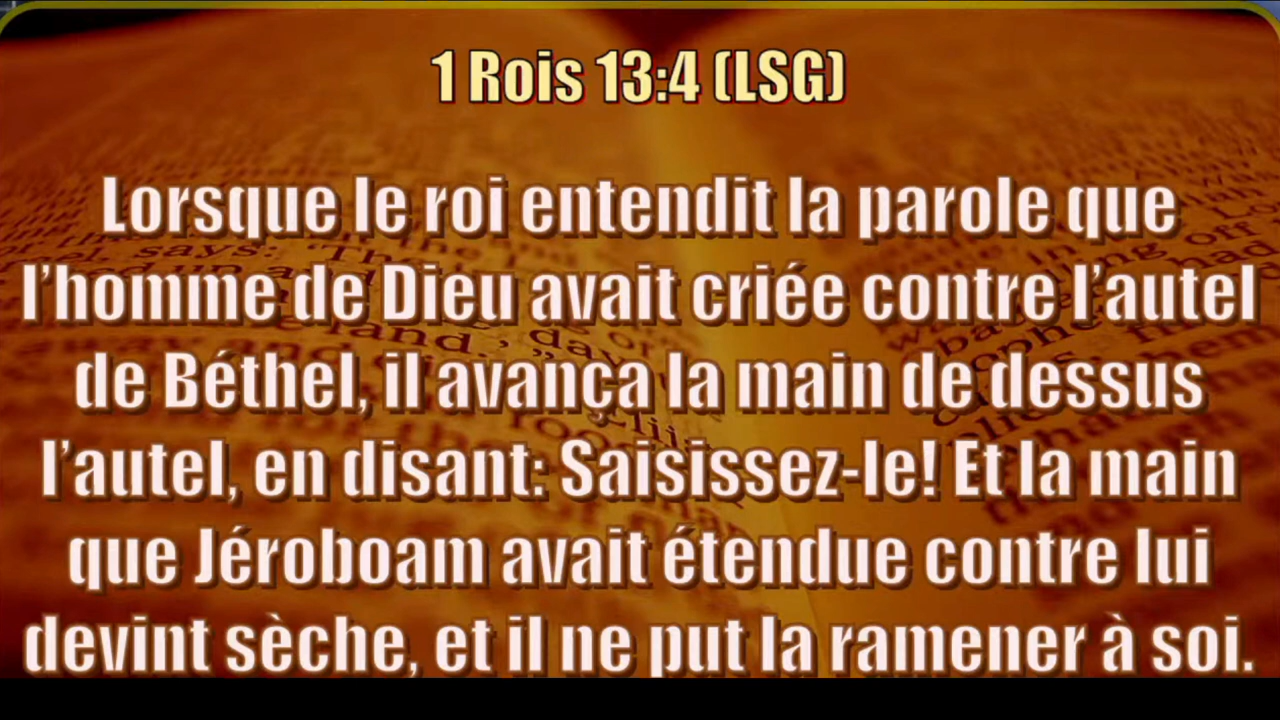 1 Rois 13:4 (LSG)
Lorsque le roi entendit la parole que
l’homme de Dieu avait criée contre l’autel
de Béthel, il avança la main de dessus
l’autel, en disant: Saisissez-le! Et la main
que Jéroboam avait étendue contre lui
devint sèche, et il ne put la ramener à soi.